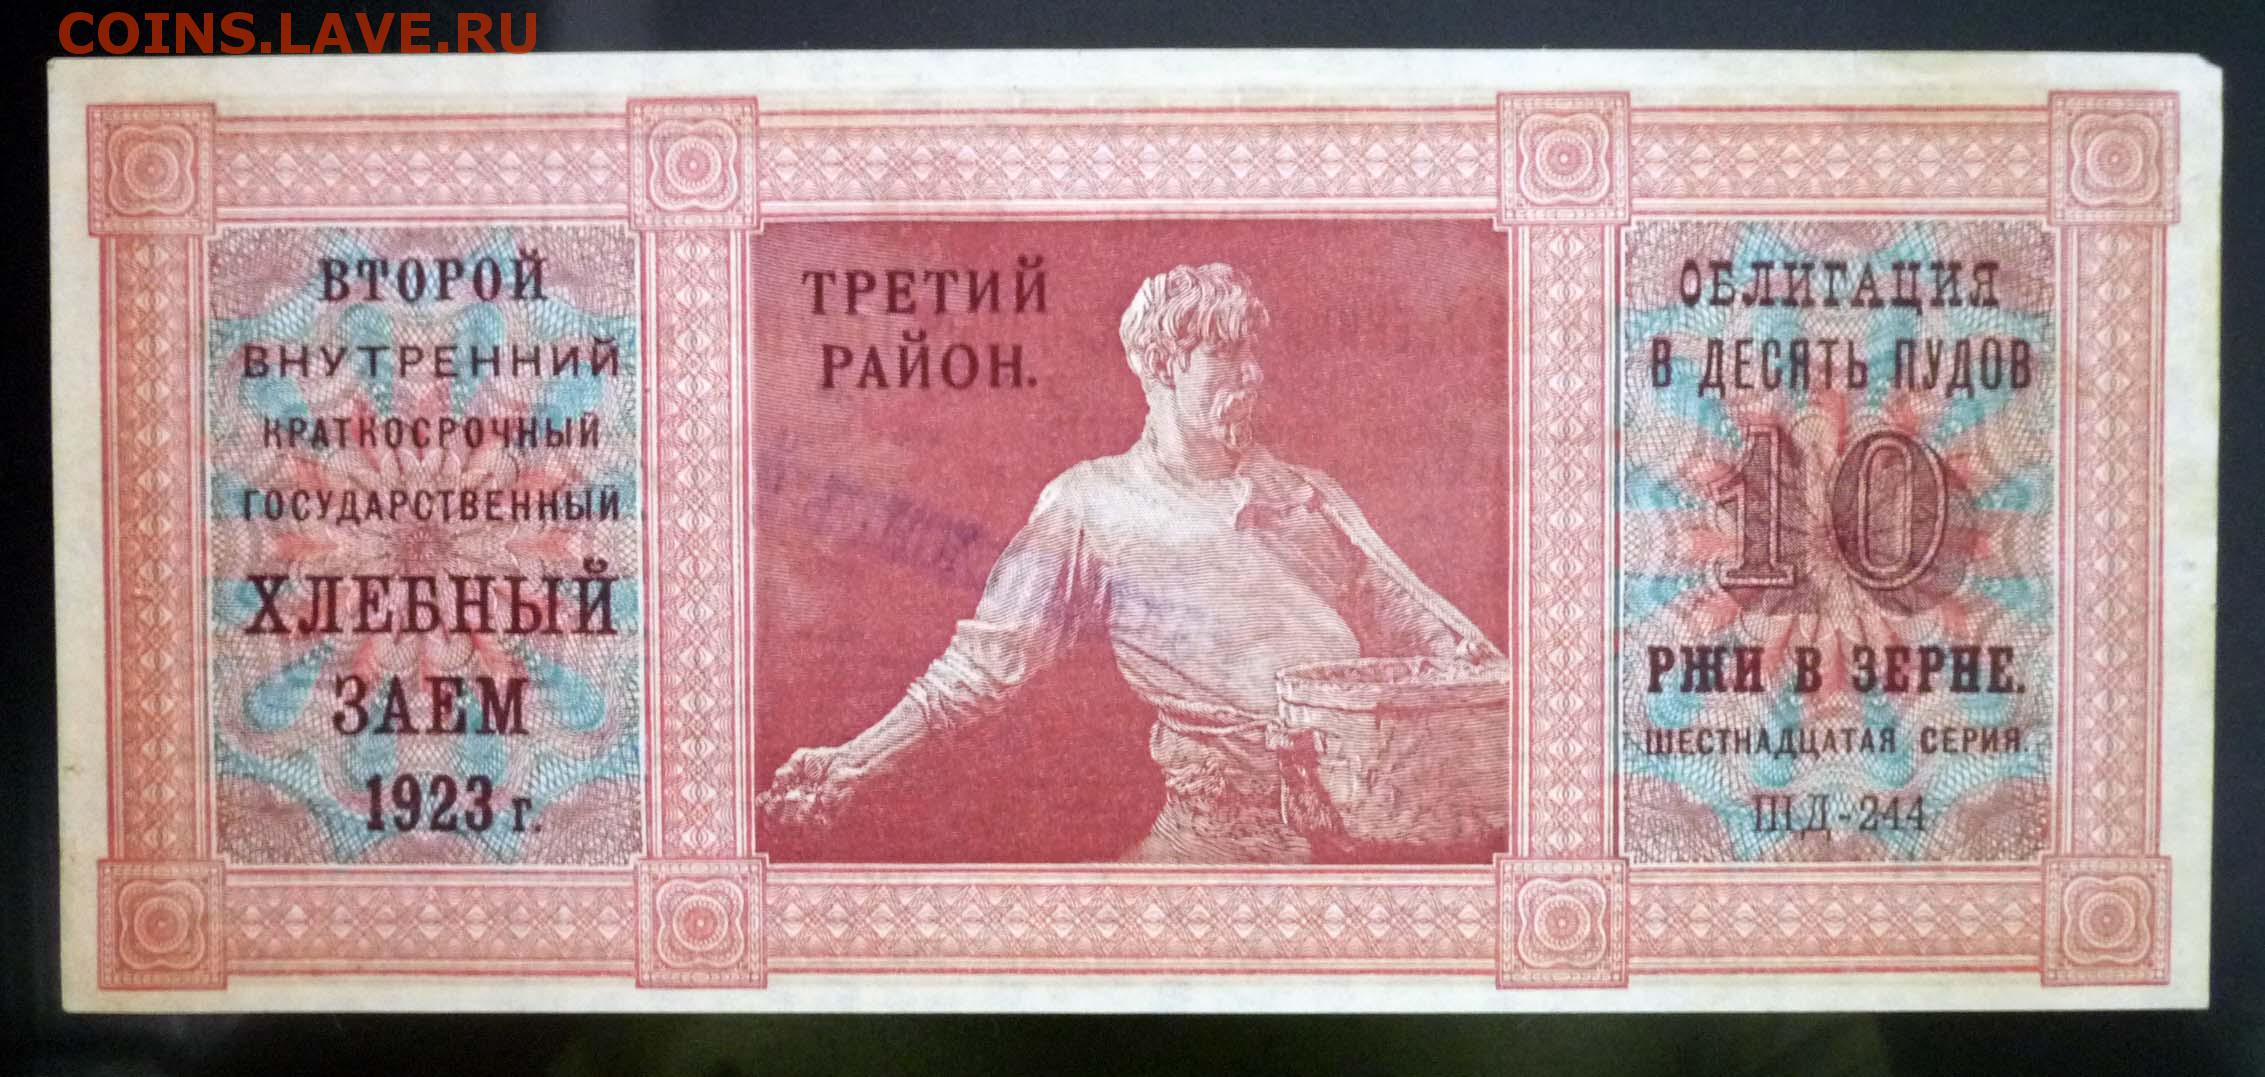 COINS.LAVE.RU
ВТОРОЙ
ВНУТРЕННИЙ
КРАТКОСРОЧНЫЙ
ГОСУДАРСТВЕННЫЙ
ХЛЕБНЫЙ
ЗАЕМ
1923 г.
ТРЕТИЙ
РАЙОН.
ОБЛИГАЦИЯ
В ДЕСЯТЬ ПУДОВ
10
РЖИ В ЗЕРНЕ.
ШЕСТНАДЦАТАЯ СЕРИЯ.
ШД-244